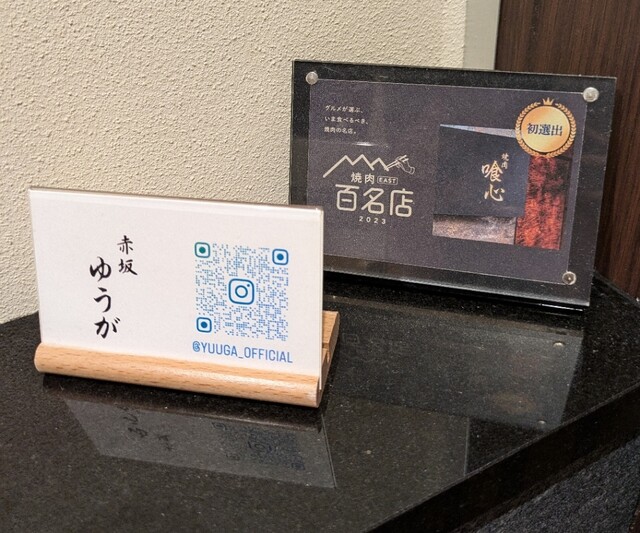 赤坂
ゆうが
@YUUGA_OFFICIAL
グルメが選ぶ、
いま食べるべき、
焼肉の名店。
焼肉 EAST
百名店
2023
初選出
焼肉
喰心